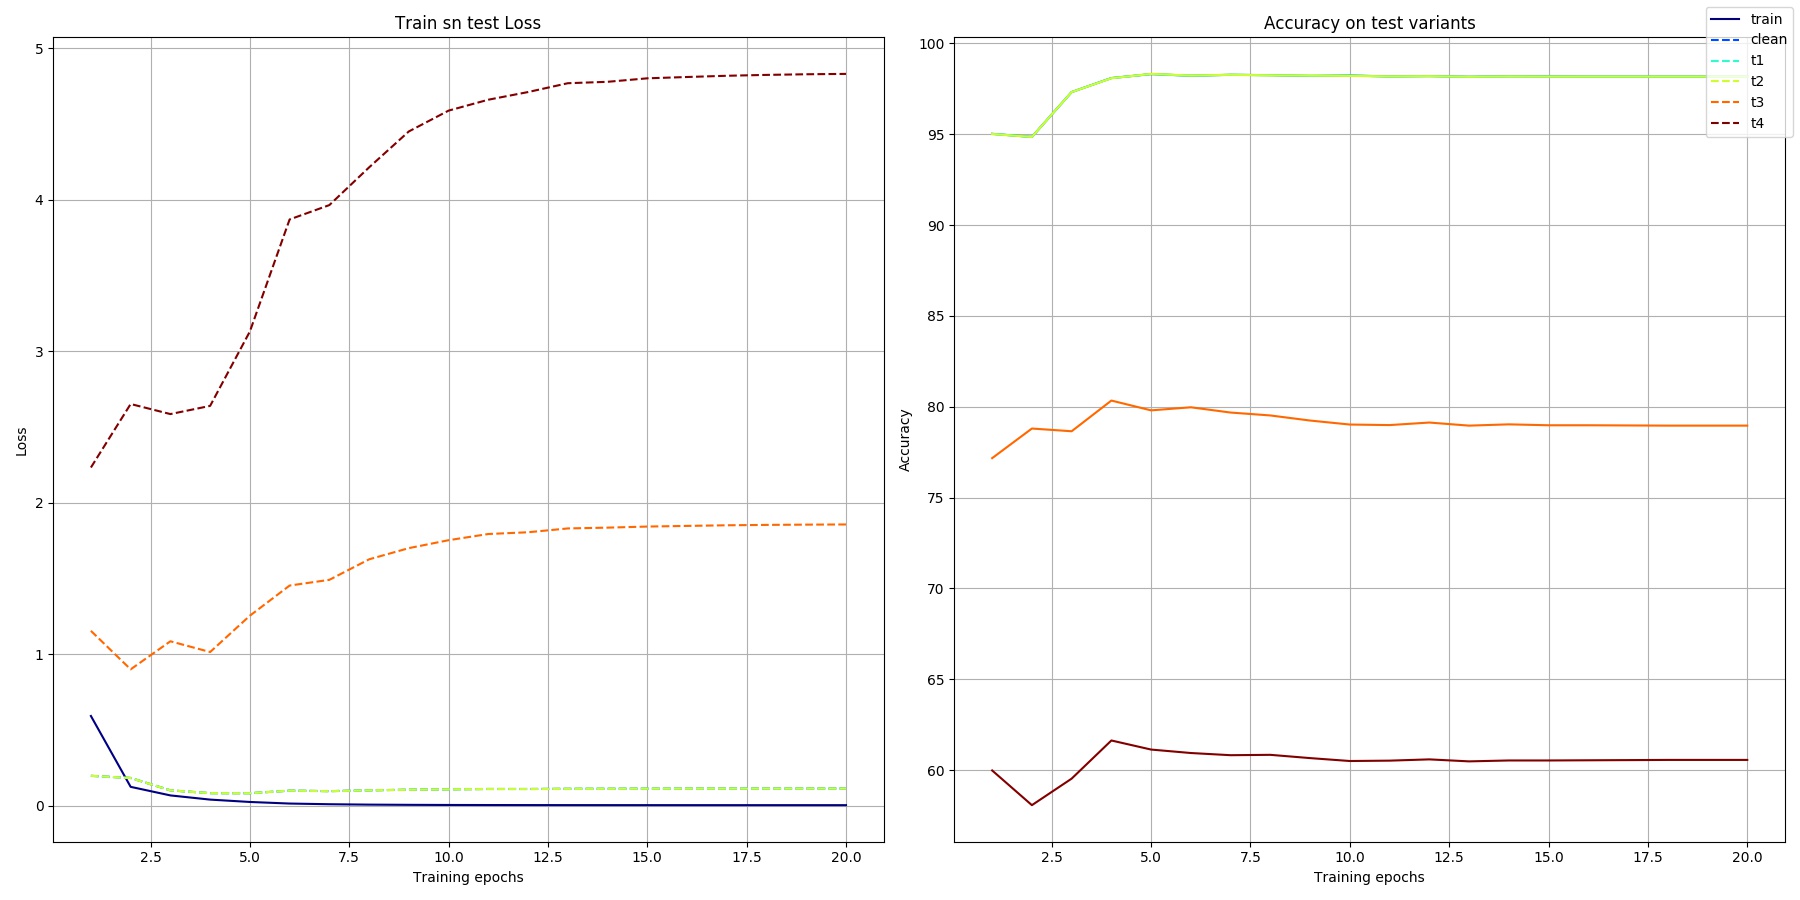 Train sn test Loss
Loss
5
4
3
2
1
0
2.5 5.0 7.5 10.0 12.5 15.0 17.5 20.0
Training epochs
Accuracy on test variants
Accuracy
100
95
90
85
80
75
70
65
60
2.5 5.0 7.5 10.0 12.5 15.0 17.5 20.0
Training epochs
train
clean
t1
t2
t3
t4